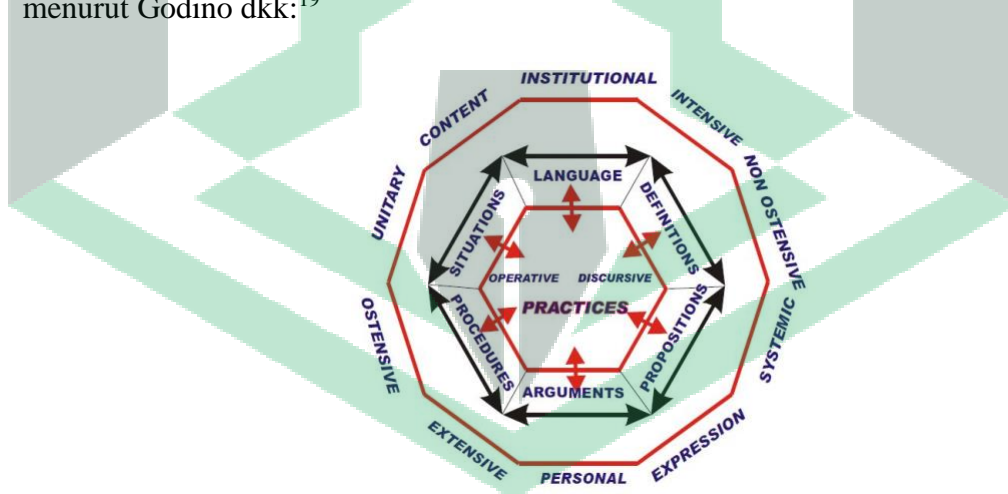 menurut Godino dkk:19
INSTITUTIONAL
CONTENT
INTENSIVE
UNITARY
NON OSTENSIVE
LANGUAGE
SITUATIONS
DEFINITIONS
OPERATIVE DISCURSIVE
PRACTICES
PROCEDURES
PROPOSITIONS
OSTENSIVE
SYSTEMIC
ARGUMENTS
EXTENSIVE
EXPRESSION
PERSONAL